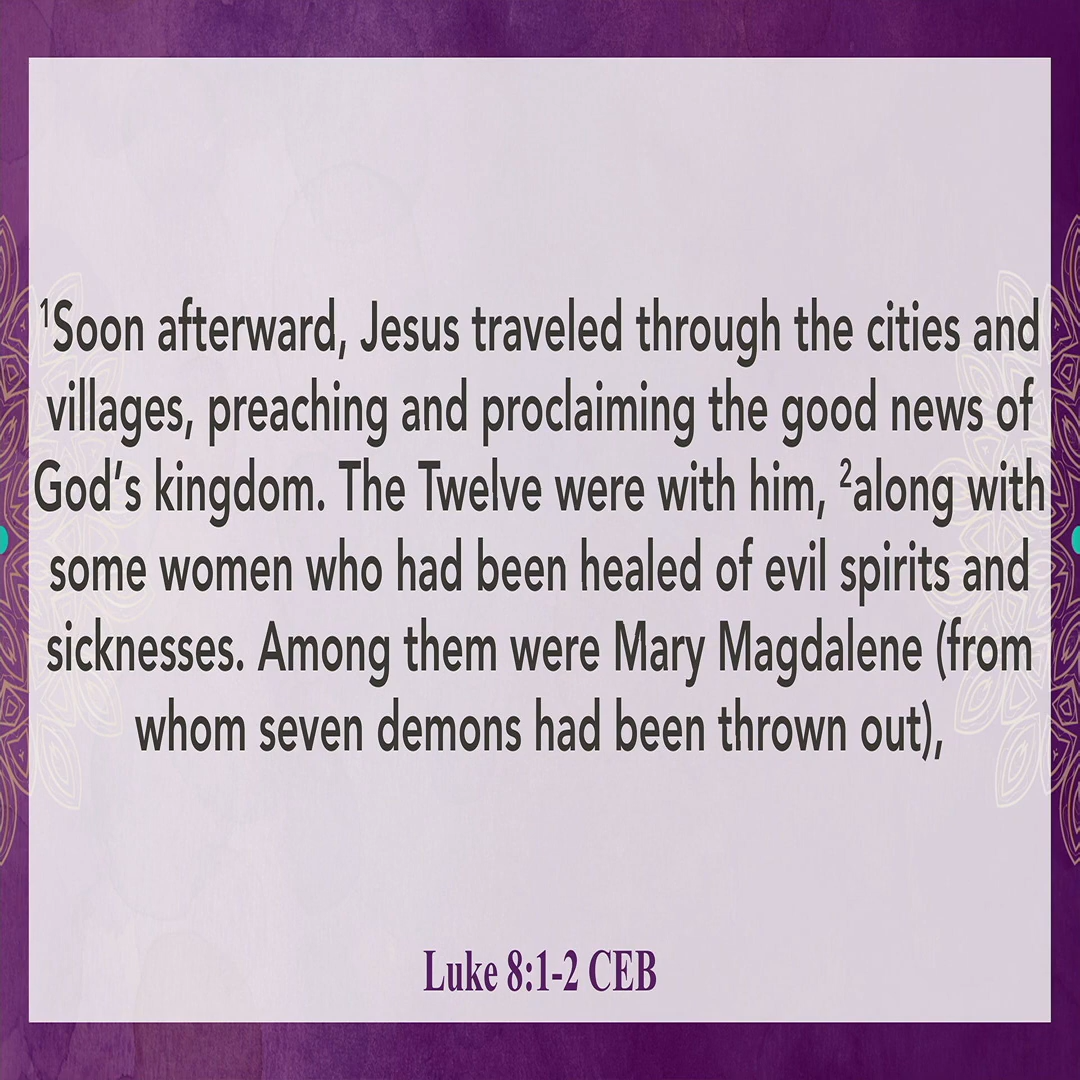 ¹Soon afterward, Jesus traveled through the cities and
villages, preaching and proclaiming the good news of
God’s kingdom. The Twelve were with him, ²along with
some women who had been healed of evil spirits and
sicknesses. Among them were Mary Magdalene (from
whom seven demons had been thrown out),
Luke 8:1-2 CEB